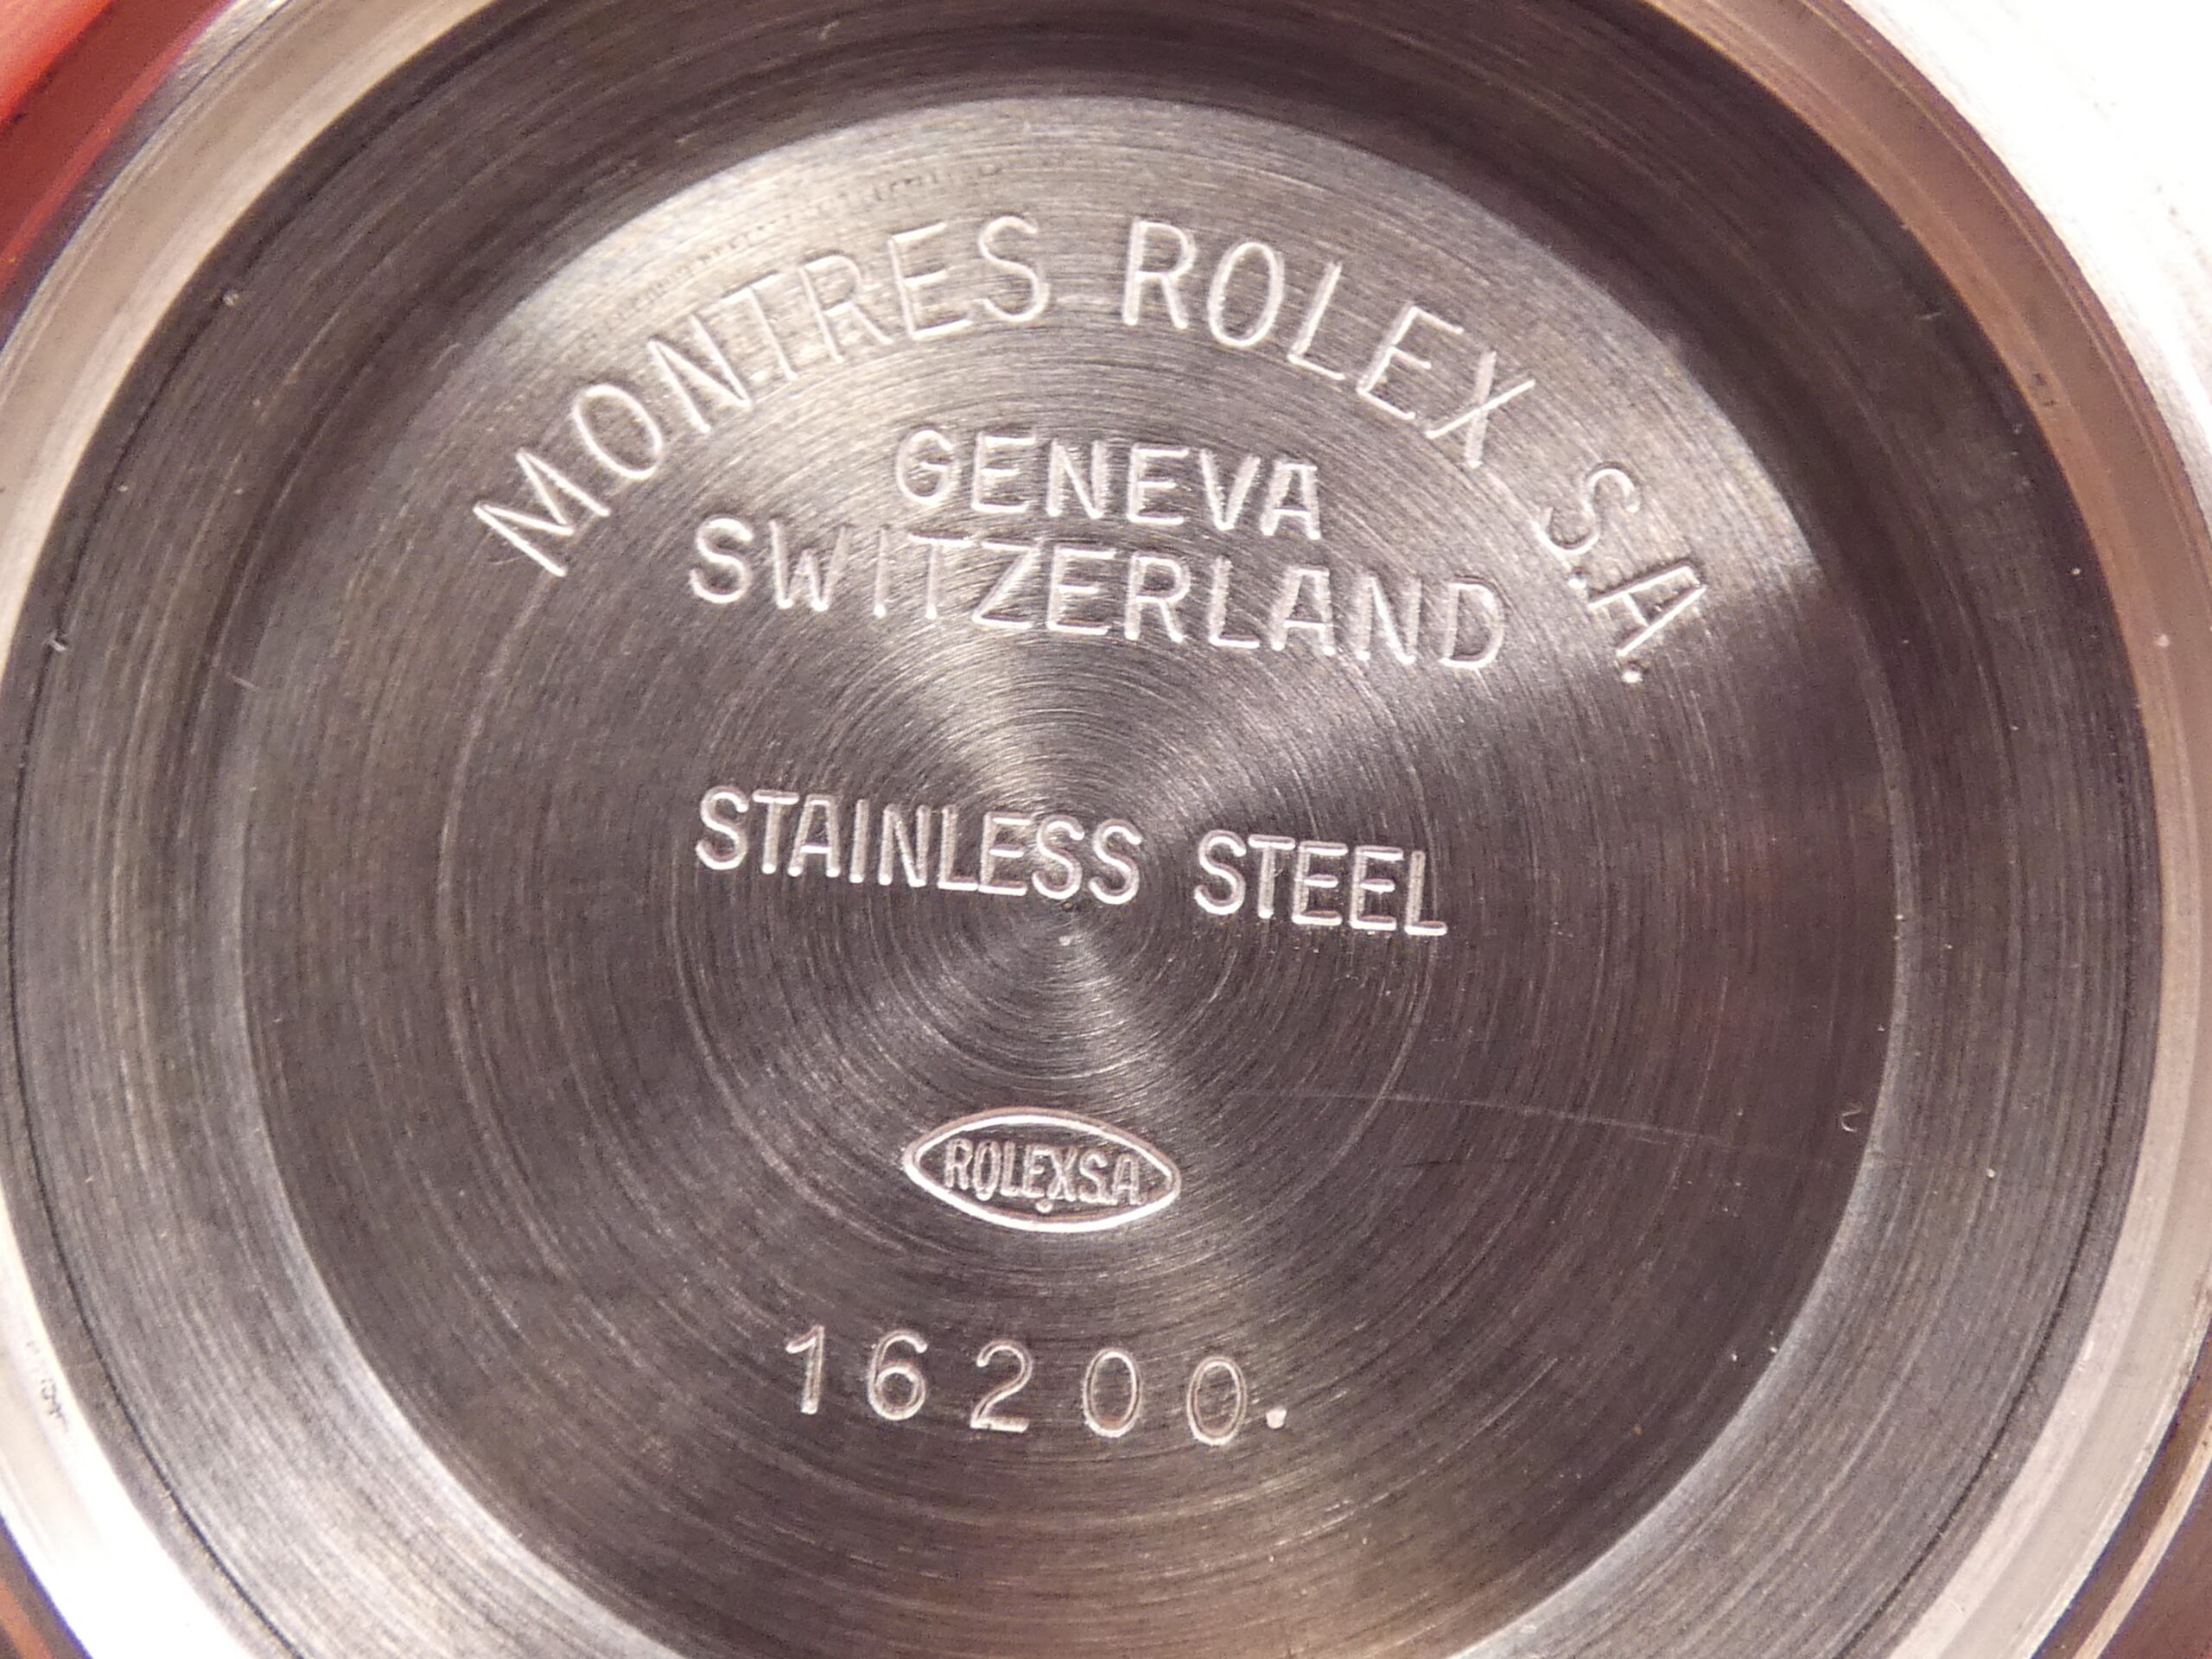 MONTRES ROLEX S.A.
GENEVA
SWITZERLAND
STAINLESS STEEL
ROLEX S.A.
16200.